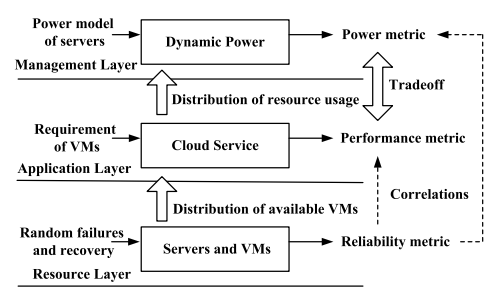 Power model
of servers
Dynamic Power
Power metric
Management Layer
Distribution of resource usage
Tradeoff
Requirement
of VMs
Cloud Service
Performance metric
Application Layer
Distribution of available VMs
Correlations
Random failures
and recovery
Servers and VMs
Reliability metric
Resource Layer